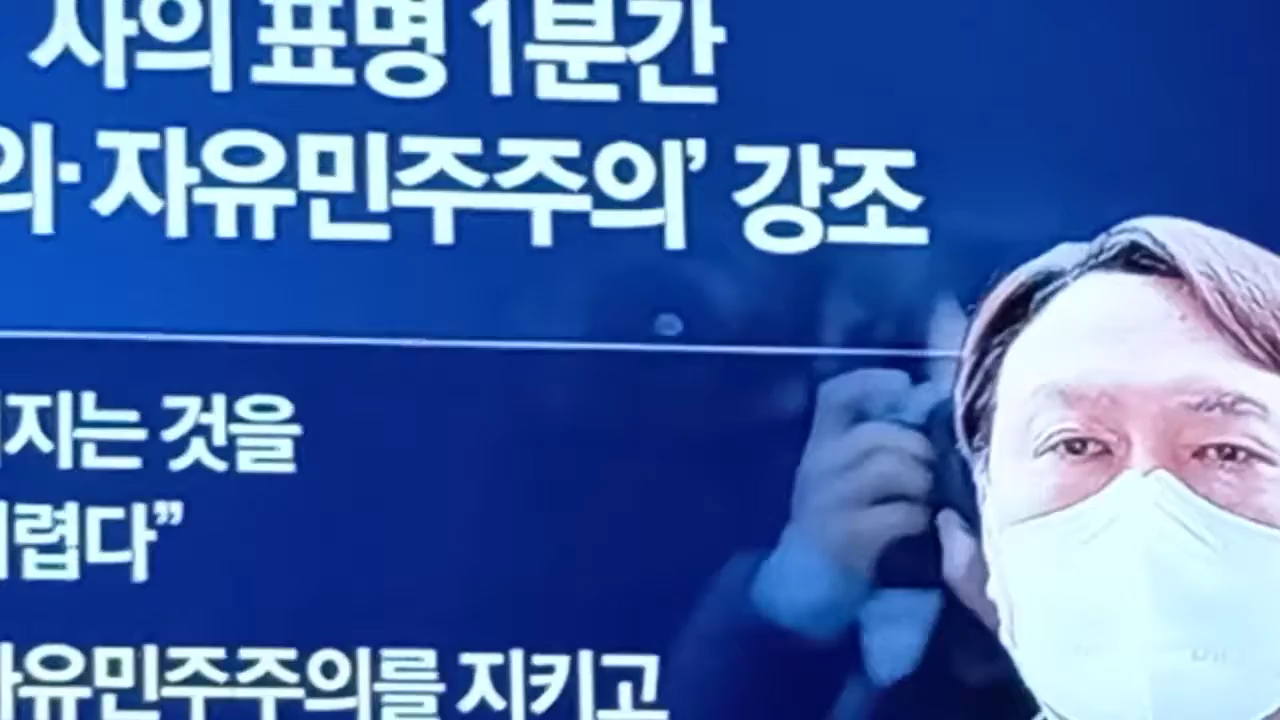 사의 표명 1분간
의·자유민주주의’ 강조
지는 것을
렵다”
자유민주주의를 지키고